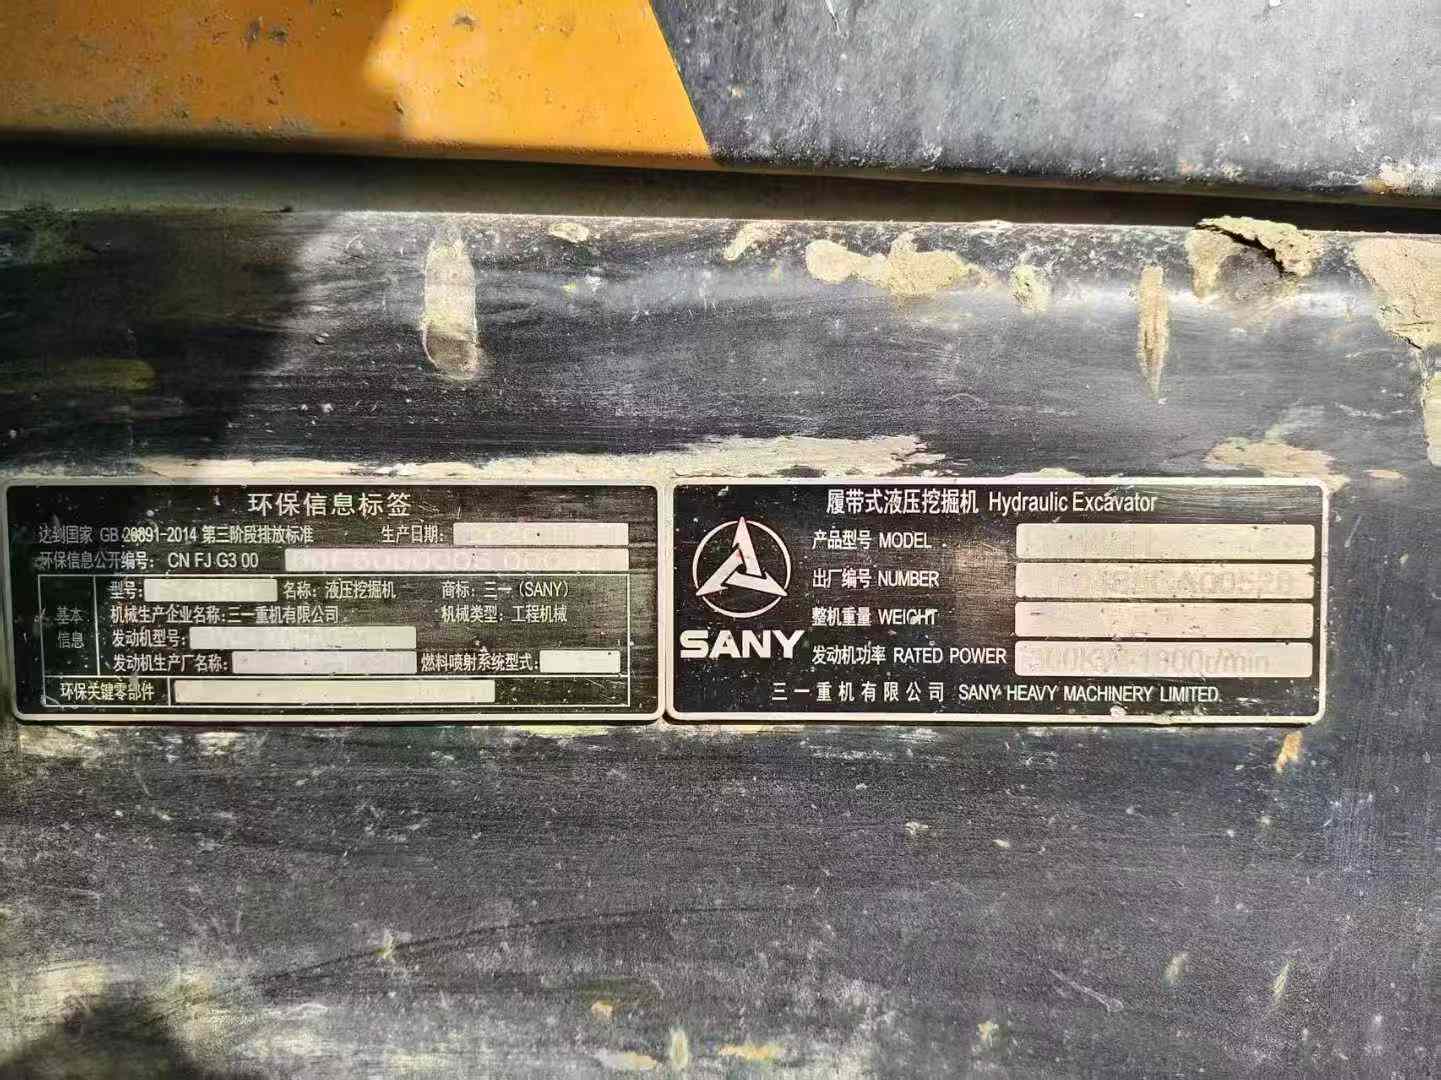 环保信息标签
达到国家 GB 20891-2014 第三阶段排放标准 生产日期:
环保信息公开编号: CN FJ G3 00
基本信息
型号: 名称: 液压挖掘机 商标: 三一 (SANY)
机械生产企业名称: 三一重机有限公司 机械类型: 工程机械
发动机型号:
发动机生产厂名称: 燃料喷射系统型式:
环保关键零部件
履带式液压挖掘机 Hydraulic Excavator
产品型号 MODEL
出厂编号 NUMBER
整机重量 WEIGHT
发动机功率 RATED POWER
SANY
三一重机有限公司 SANY HEAVY MACHINERY LIMITED